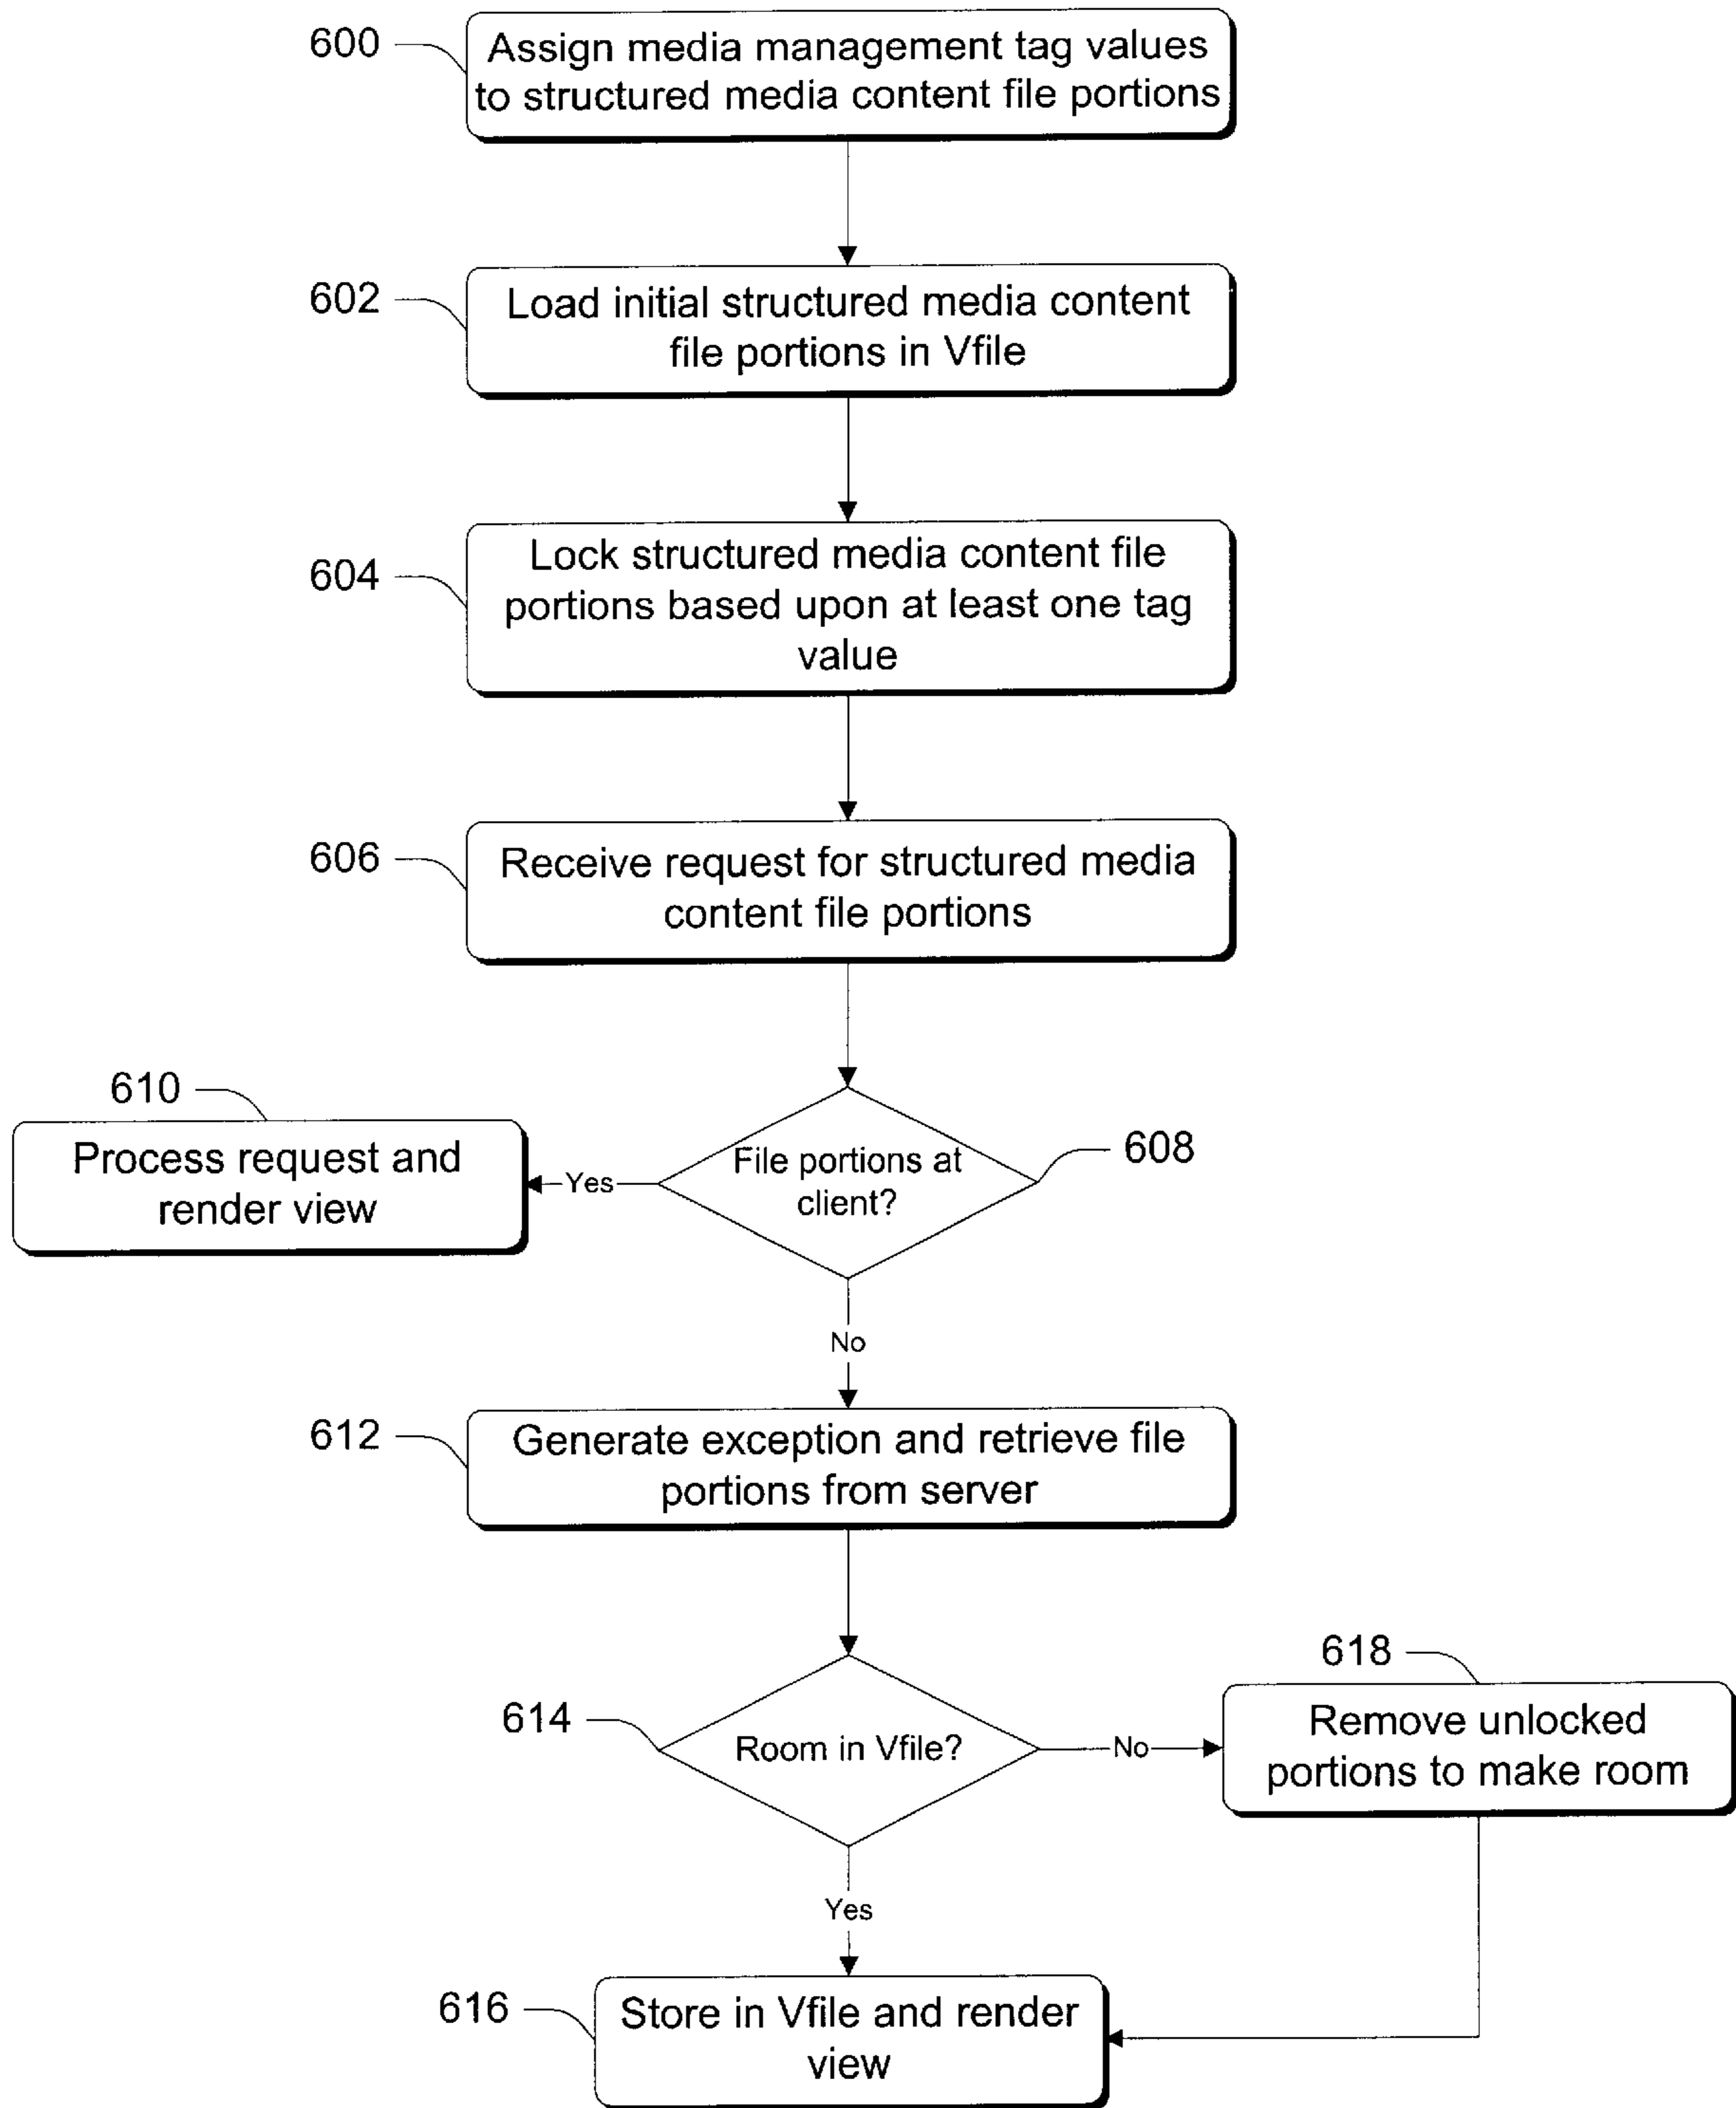 600
Assign media management tag values
to structured media content file portions
602
Load initial structured media content
file portions in Vfile
604
Lock structured media content file
portions based upon at least one tag
value
606
Receive request for structured media
content file portions
610
Process request and
render view
Yes
File portions at
client?
608
No
612
Generate exception and retrieve file
portions from server
614
Room in Vfile?
No
618
Remove unlocked
portions to make room
Yes
616
Store in Vfile and render
view